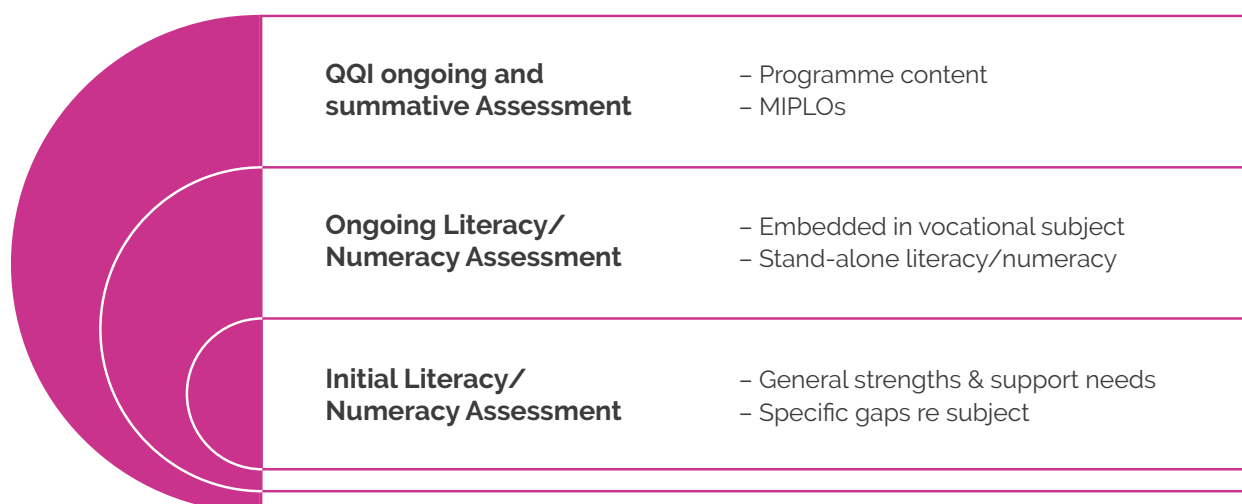 QQI ongoing and
summative Assessment
– Programme content
– MIPLOs
Ongoing Literacy/
Numeracy Assessment
– Embedded in vocational subject
– Stand-alone literacy/numeracy
Initial Literacy/
Numeracy Assessment
– General strengths & support needs
– Specific gaps re subject